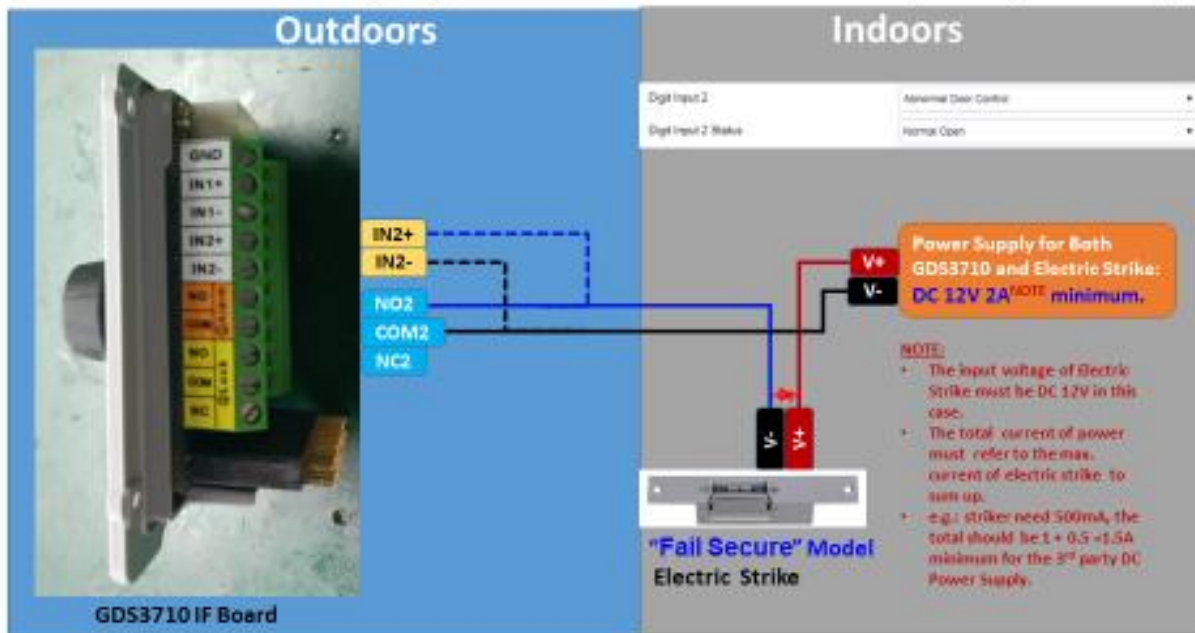 Outdoors
Indoors
Digit Input 2
Abnormal Door Control
Digit Input 2 Status
Normal Open
GND
IN1+
IN1-
IN2+
IN2-
NO
COM
NO
COM
NC
IN2+
IN2-
NO2
COM2
NC2
V+
V-
Power Supply for Both
GDS3710 and Electric Strike:
DC 12V 2A NOTE minimum.
V-
V+
NOTE:
• The input voltage of Electric
Strike must be DC 12V in this
case.
• The total current of power
must refer to the max.
current of electric strike to
sum up.
• e.g.: striker need 500mA, the
total should be 1 + 0.5 =1.5A
minimum for the 3rd party DC
Power Supply.
"Fail Secure" Model
Electric Strike
GDS3710 IF Board